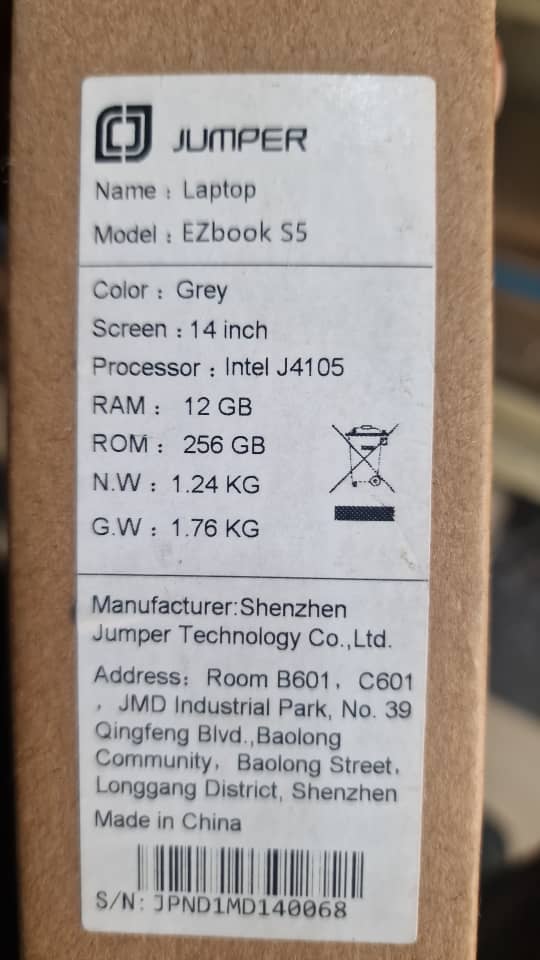 JUMPER
Name : Laptop
Model : EZbook S5
Color : Grey
Screen : 14 inch
Processor : Intel J4105
RAM : 12 GB
ROM : 256 GB
N.W : 1.24 KG
G.W : 1.76 KG
Manufacturer:Shenzhen
Jumper Technology Co.,Ltd.
Address: Room B601, C601
, JMD Industrial Park, No. 39
Qingfeng Blvd.,Baolong
Community, Baolong Street,
Longgang District, Shenzhen
Made in China
S/N: JPND1MD140068